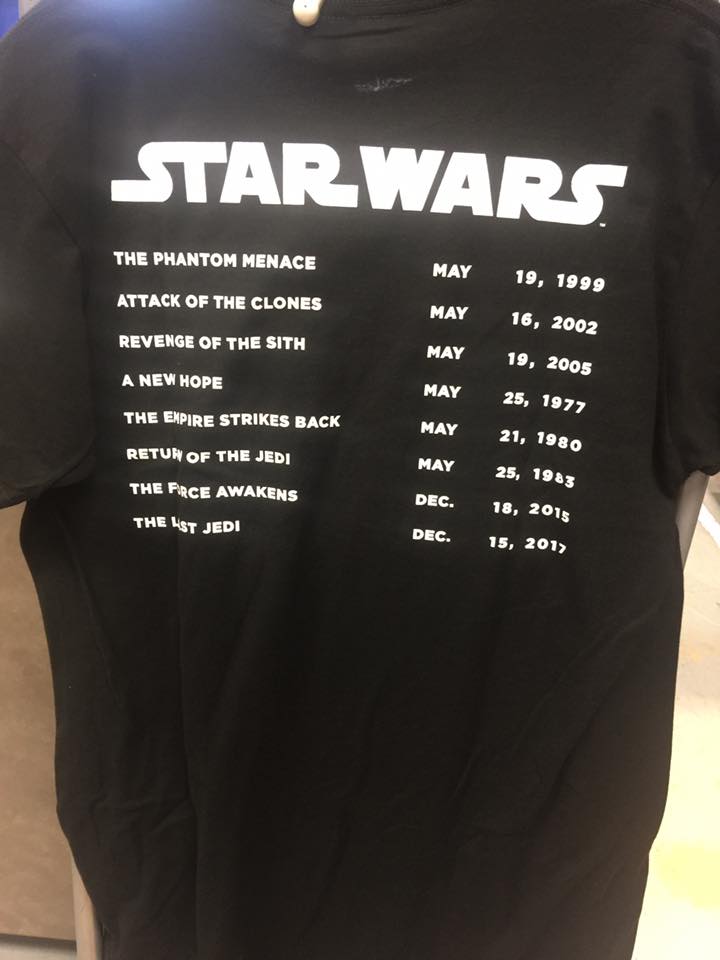 STAR WARS
THE PHANTOM MENACE MAY 19, 1999
ATTACK OF THE CLONES MAY 16, 2002
REVENGE OF THE SITH MAY 19, 2005
A NEW HOPE MAY 25, 1977
THE EMPIRE STRIKES BACK MAY 21, 1980
RETURN OF THE JEDI MAY 25, 1983
THE FORCE AWAKENS DEC. 18, 2015
THE LAST JEDI DEC. 15, 2017